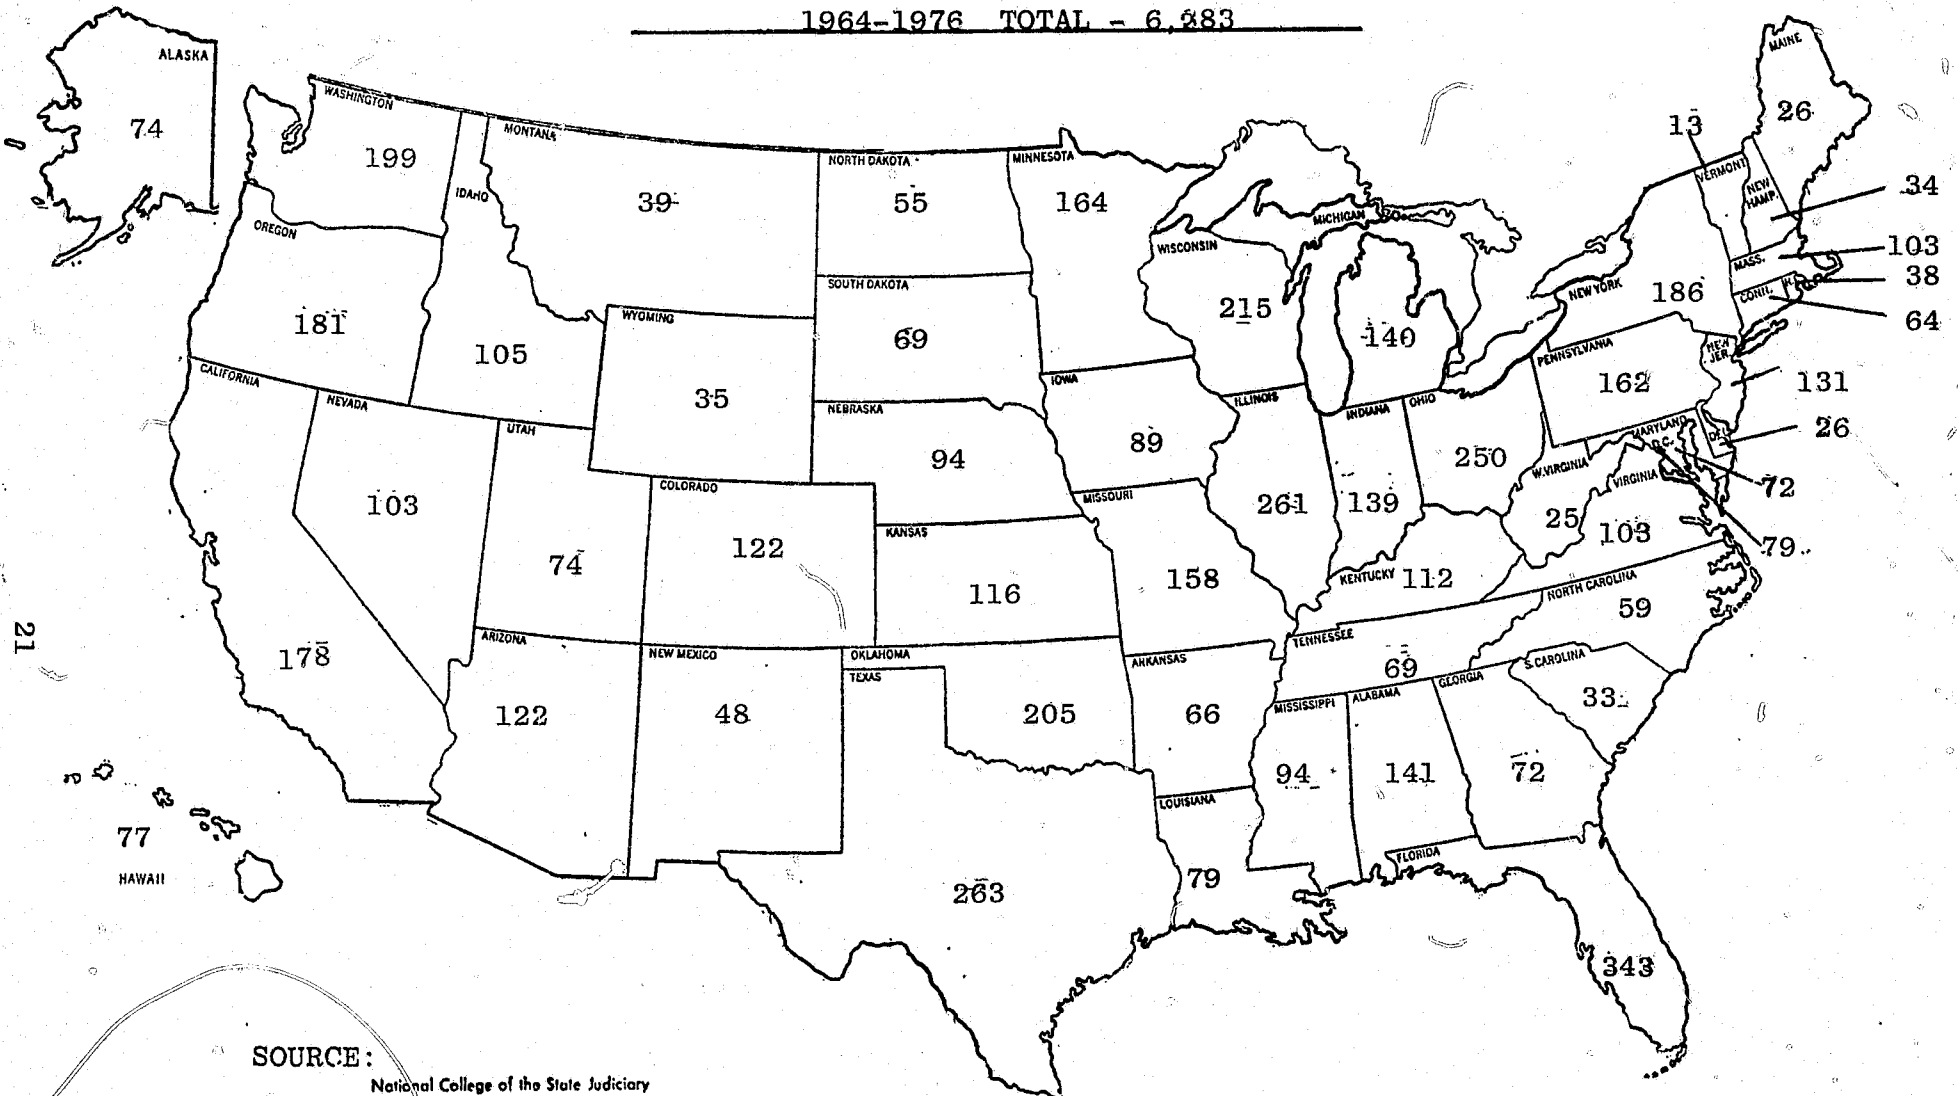 1964-1976 TOTAL - 6,283
ALASKA
74
WASHINGTON
199
MONTANA
39
IDAHO
105
OREGON
181
NORTH DAKOTA
55
MINNESOTA
164
SOUTH DAKOTA
69
WYOMING
35
WISCONSIN
215
MICHIGAN
140
MAINE
26
13
VERMONT
NEW
HAMP.
34
MASS.
103
R.I.
38
CONN.
64
NEW YORK
186
PENNSYLVANIA
162
NEW
JER.
131
DEL.
26
MARYLAND
D.C.
72
79
CALIFORNIA
178
NEVADA
103
UTAH
74
COLORADO
122
NEBRASKA
94
IOWA
89
ILLINOIS
261
INDIANA
139
OHIO
250
W.VIRGINIA
25
VIRGINIA
103
KANSAS
116
MISSOURI
158
KENTUCKY
112
NORTH CAROLINA
59
TENNESSEE
69
S.CAROLINA
33
ARIZONA
122
NEW MEXICO
48
OKLAHOMA
205
TEXAS
263
ARKANSAS
66
MISSISSIPPI
94
ALABAMA
141
GEORGIA
72
LOUISIANA
79
FLORIDA
343
77
HAWAII
21
SOURCE:
National College of the State Judiciary